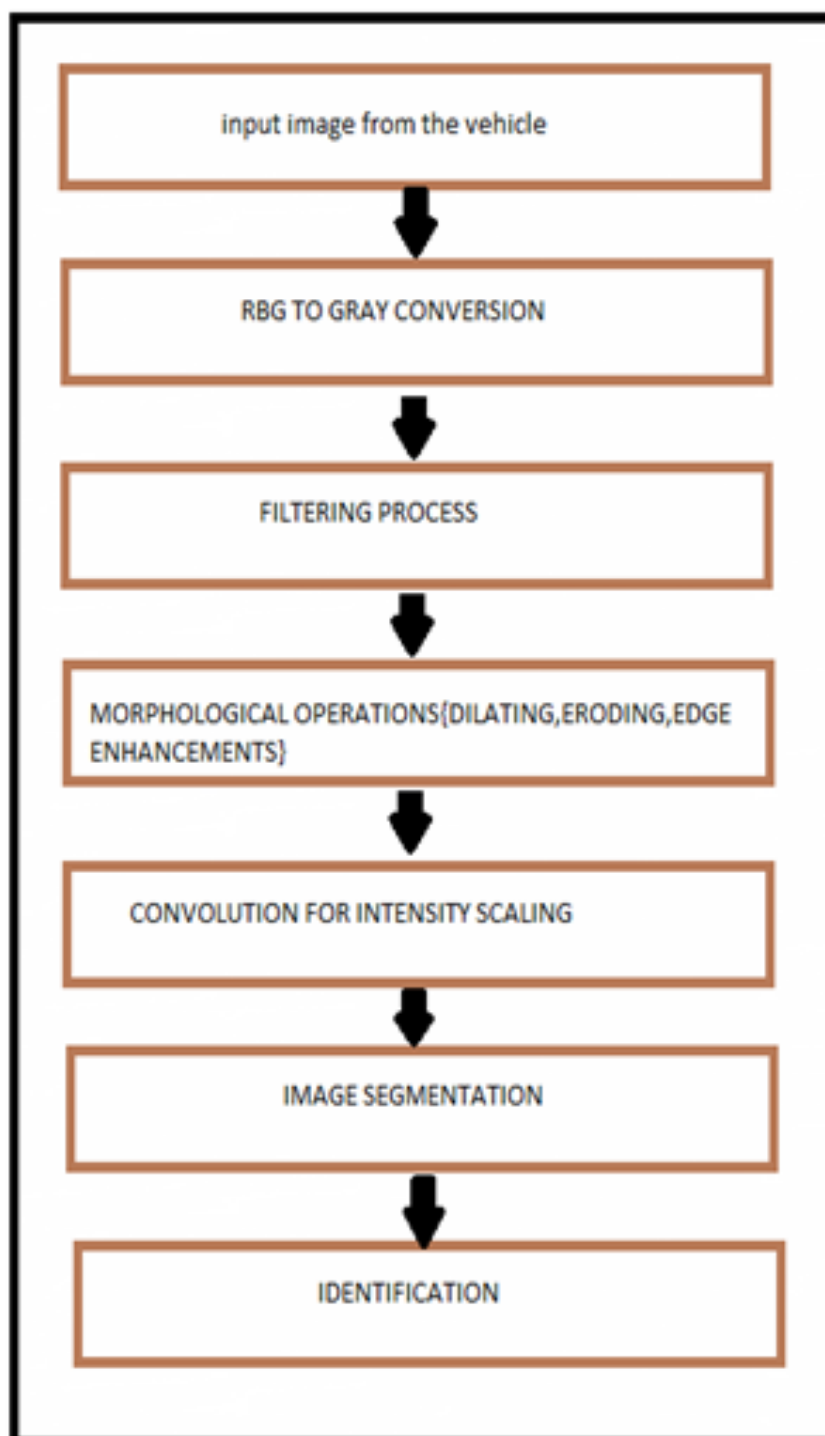 input image from the vehicle
RBG TO GRAY CONVERSION
FILTERING PROCESS
MORPHOLOGICAL OPERATIONS{DILATING,ERODING,EDGE
ENHANCEMENTS}
CONVOLUTION FOR INTENSITY SCALING
IMAGE SEGMENTATION
IDENTIFICATION